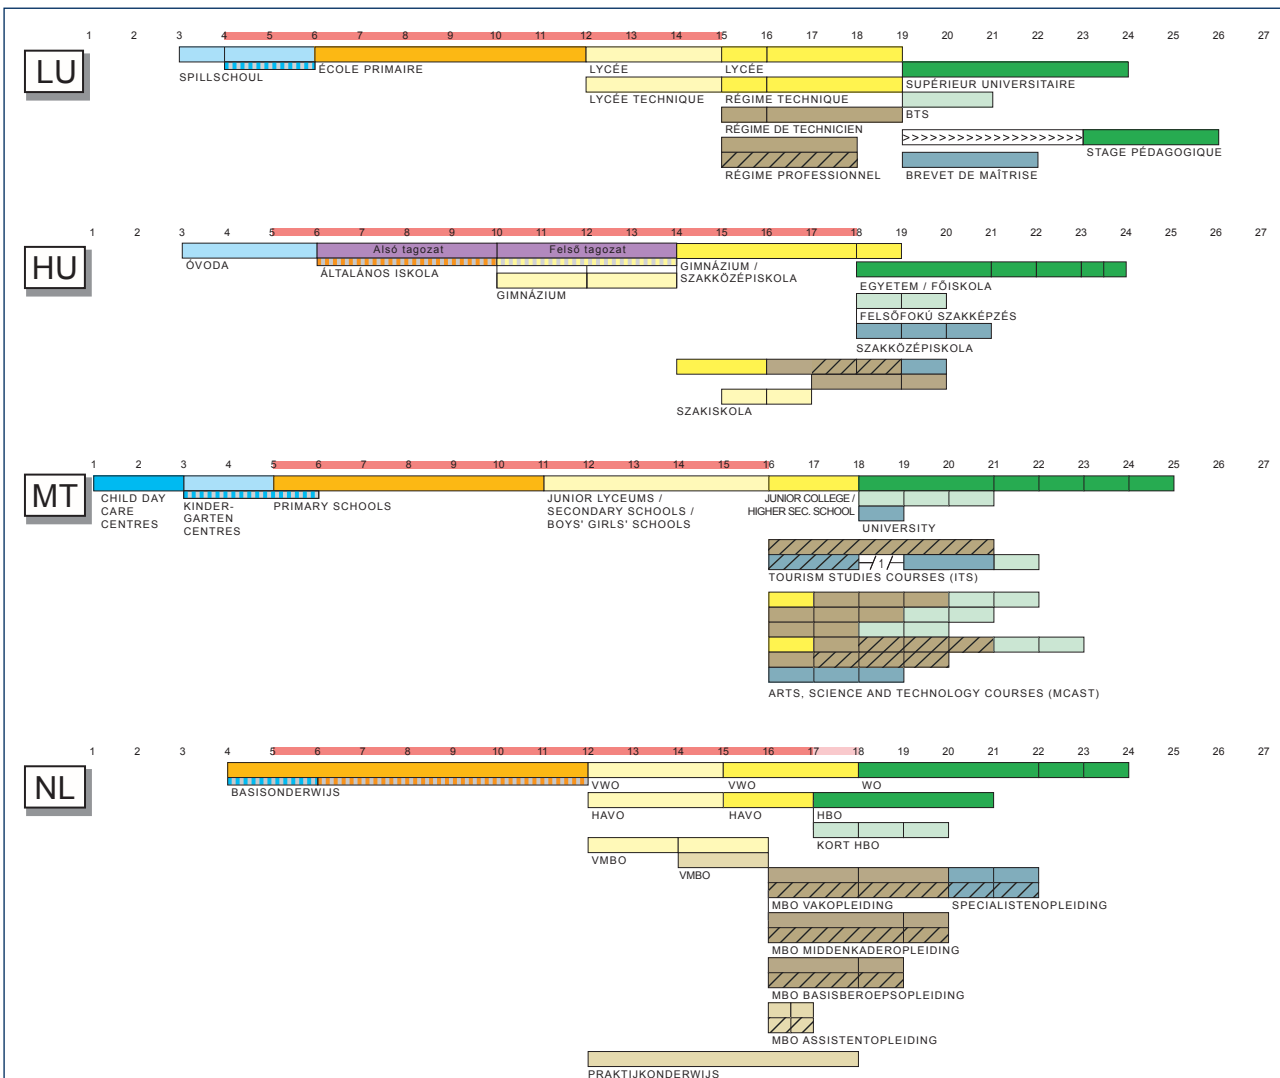 1 2 3 4 5 6 7 8 9 10 11 12 13 14 15 16 17 18 19 20 21 22 23 24 25 26 27
LU
SPILLSCHOUL ÉCOLE PRIMAIRE LYCÉE LYCÉE
SUPÉRIEUR UNIVERSITAIRE
LYCÉE TECHNIQUE RÉGIME TECHNIQUE
BTS
RÉGIME DE TECHNICIEN
>>>>>>>>>>>>>>>>>>>>
STAGE PÉDAGOGIQUE
RÉGIME PROFESSIONNEL BREVET DE MAÎTRISE
1 2 3 4 5 6 7 8 9 10 11 12 13 14 15 16 17 18 19 20 21 22 23 24 25 26 27
HU
Alsó tagozat Felső tagozat
ÓVODA ÁLTALÁNOS ISKOLA GIMNÁZIUM /
SZAKKÖZÉPISKOLA
EGYETEM / FŐISKOLA
GIMNÁZIUM
FELSŐFOKÚ SZAKKÉPZÉS
SZAKKÖZÉPISKOLA
SZAKISKOLA
1 2 3 4 5 6 7 8 9 10 11 12 13 14 15 16 17 18 19 20 21 22 23 24 25 26 27
MT
CHILD DAY
CARE
CENTRES
KINDER-
GARTEN
CENTRES
PRIMARY SCHOOLS
JUNIOR LYCEUMS /
SECONDARY SCHOOLS /
BOYS' GIRLS' SCHOOLS
JUNIOR COLLEGE /
HIGHER SEC. SCHOOL
UNIVERSITY
1
TOURISM STUDIES COURSES (ITS)
ARTS, SCIENCE AND TECHNOLOGY COURSES (MCAST)
1 2 3 4 5 6 7 8 9 10 11 12 13 14 15 16 17 18 19 20 21 22 23 24 25 26 27
NL
BASISONDERWIJS VWO VWO WO
HAVO HAVO HBO
KORT HBO
VMBO
VMBO
MBO VAKOPLEIDING SPECIALISTENOPLEIDING
MBO MIDDENKADEROPLEIDING
MBO BASISBEROEPSOPLEIDING
MBO ASSISTENTOPLEIDING
PRAKTIJKONDERWIJS